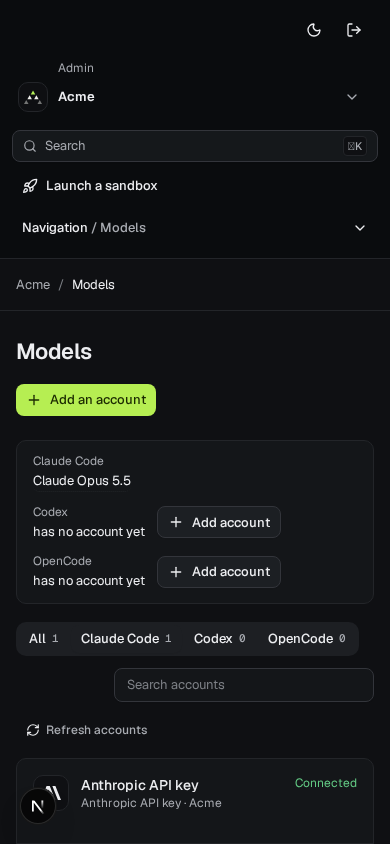 Admin
Acme
Search
K
Launch a sandbox
Navigation / Models
Acme / Models
Models
Add an account
Claude Code
Claude Opus 5.5
Codex
has no account yet
Add account
OpenCode
has no account yet
Add account
All 1 Claude Code 1 Codex 0 OpenCode 0
Search accounts
Refresh accounts
Anthropic API key
Connected
Anthropic API key · Acme
N